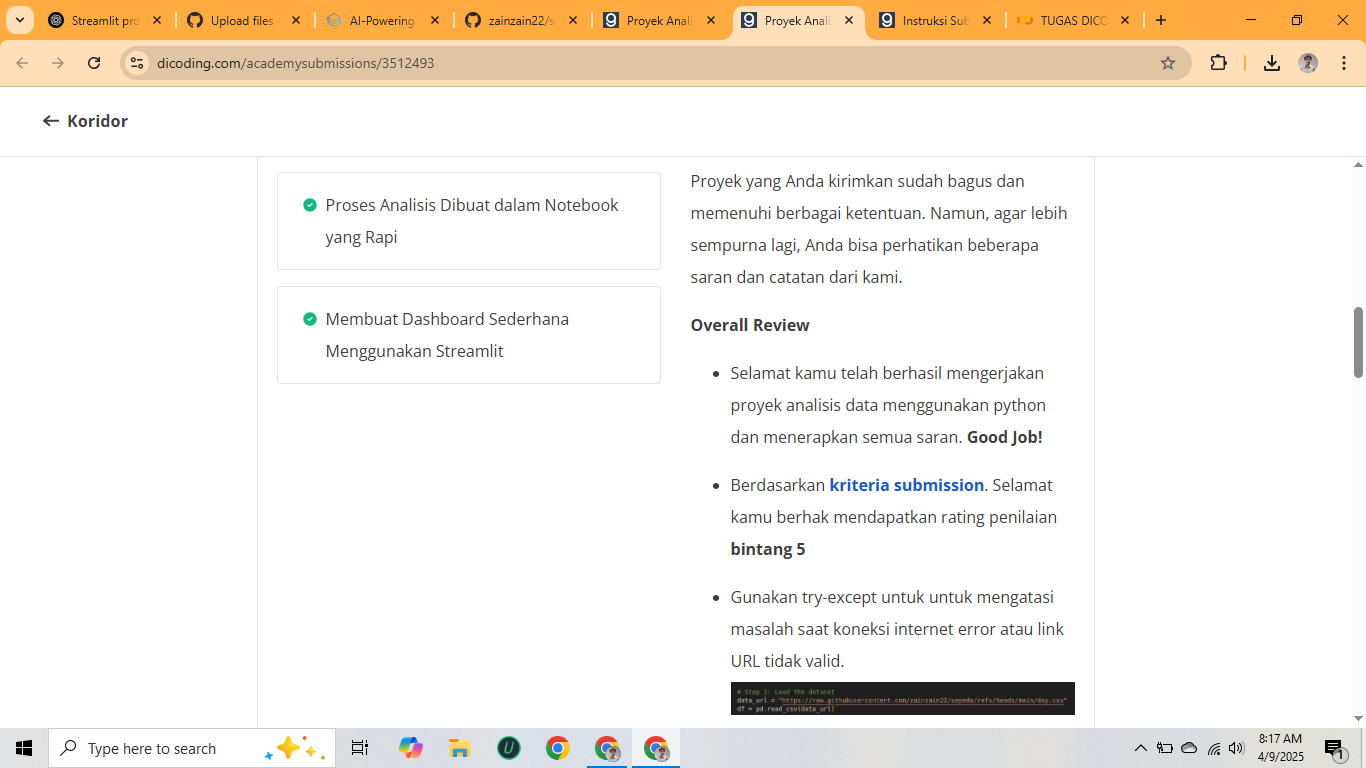 Streamlit pro
Upload files
AI-Powering
zainzain22/s
Proyek Anali
Proyek Anali
Instruksi Sub
TUGAS DICO
dicoding.com/academysubmissions/3512493
Koridor
Proses Analisis Dibuat dalam Notebook
yang Rapi
Membuat Dashboard Sederhana
Menggunakan Streamlit
Proyek yang Anda kirimkan sudah bagus dan
memenuhi berbagai ketentuan. Namun, agar lebih
sempurna lagi, Anda bisa perhatikan beberapa
saran dan catatan dari kami.
Overall Review
Selamat kamu telah berhasil mengerjakan
proyek analisis data menggunakan python
dan menerapkan semua saran. Good Job!
Berdasarkan kriteria submission. Selamat
kamu berhak mendapatkan rating penilaian
bintang 5
Gunakan try-except untuk untuk mengatasi
masalah saat koneksi internet error atau link
URL tidak valid.
# Step 1: Load the dataset
data_url = "https://raw.githubusercontent.com/zainzain22/sepeda/refs/heads/main/day.csv"
df = pd.read_csv(data_url)
Type here to search
8:17 AM
4/9/2025
1